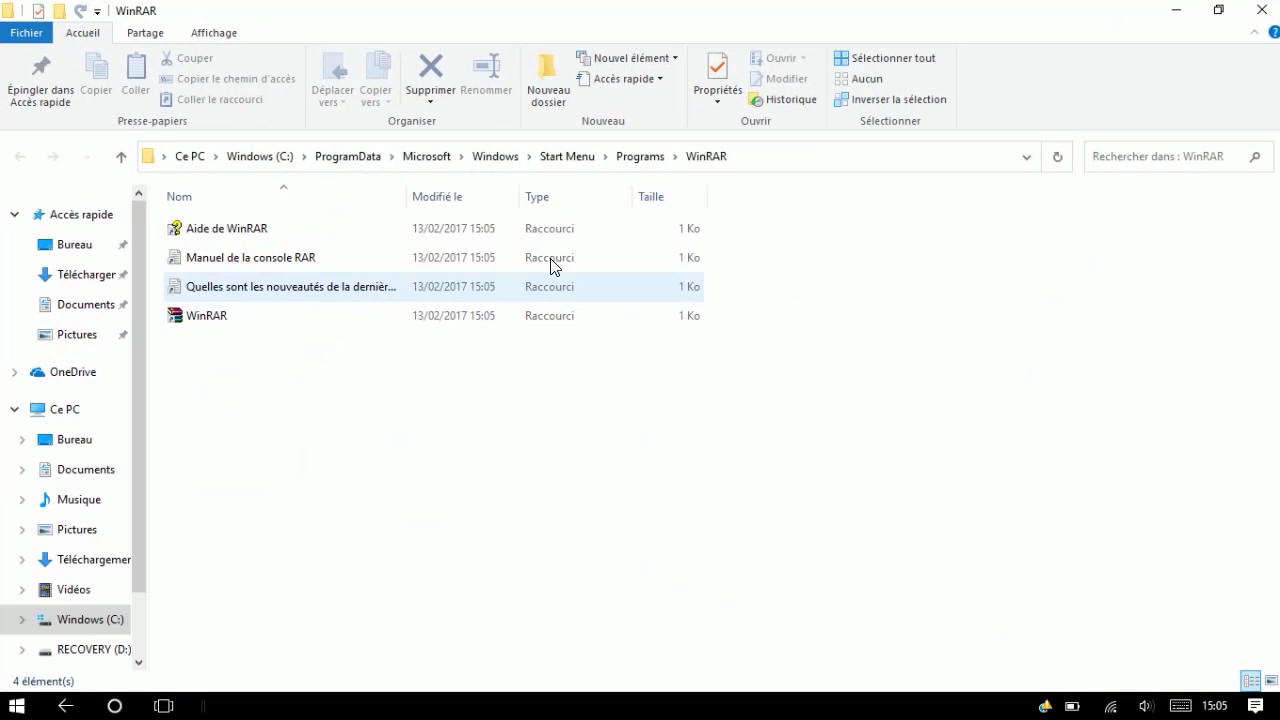 WinRAR
Fichier Accueil Partage Affichage
Épingler dans Accès rapide
Copier
Coller
Couper
Copier le chemin d'accès
Coller le raccourci
Presse-papiers
Déplacer vers
Copier vers
Supprimer
Renommer
Organiser
Nouveau dossier
Nouvel élément
Accès rapide
Nouveau
Propriétés
Ouvrir
Modifier
Historique
Ouvrir
Sélectionner tout
Aucun
Inverser la sélection
Sélectionner
Ce PC > Windows (C:) > ProgramData > Microsoft > Windows > Start Menu > Programs > WinRAR
Rechercher dans : WinRAR
Nom Modifié le Type Taille
Aide de WinRAR 13/02/2017 15:05 Raccourci 1 Ko
Manuel de la console RAR 13/02/2017 15:05 Raccourci 1 Ko
Quelles sont les nouveautés de la dernièr... 13/02/2017 15:05 Raccourci 1 Ko
WinRAR 13/02/2017 15:05 Raccourci 1 Ko
Accès rapide
Bureau
Télécharger
Documents
Pictures
OneDrive
Ce PC
Bureau
Documents
Musique
Pictures
Téléchargemer
Vidéos
Windows (C:)
RECOVERY (D:)
4 élément(s)
15:05